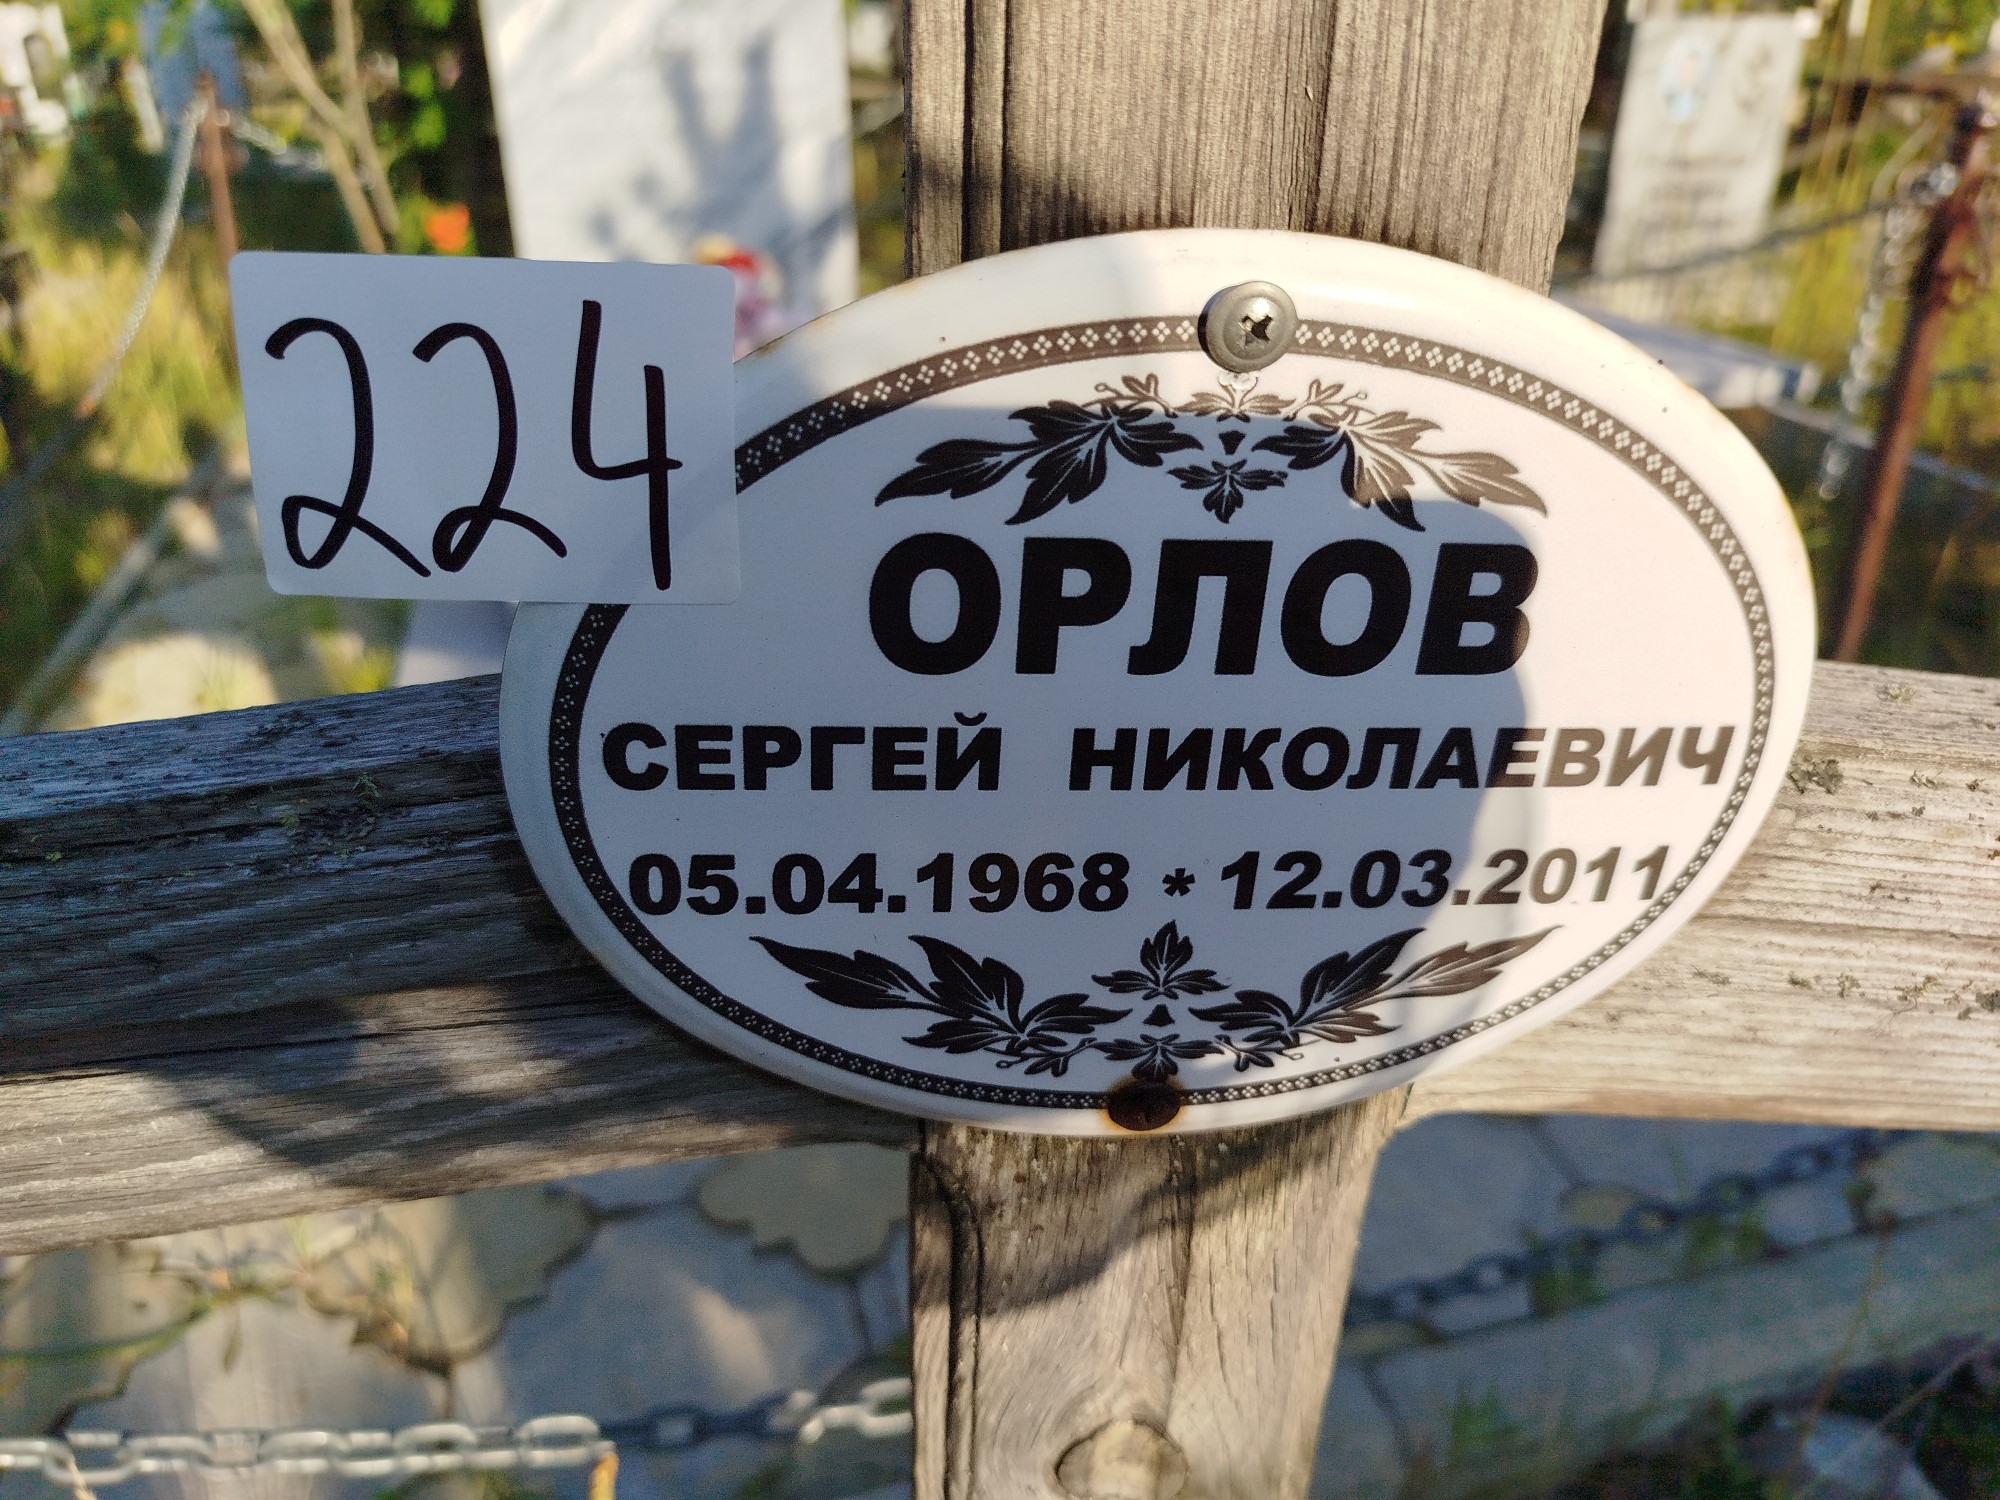 224
ОРЛОВ
СЕРГЕЙ НИКОЛАЕВИЧ
05.04.1968 * 12.03.2011